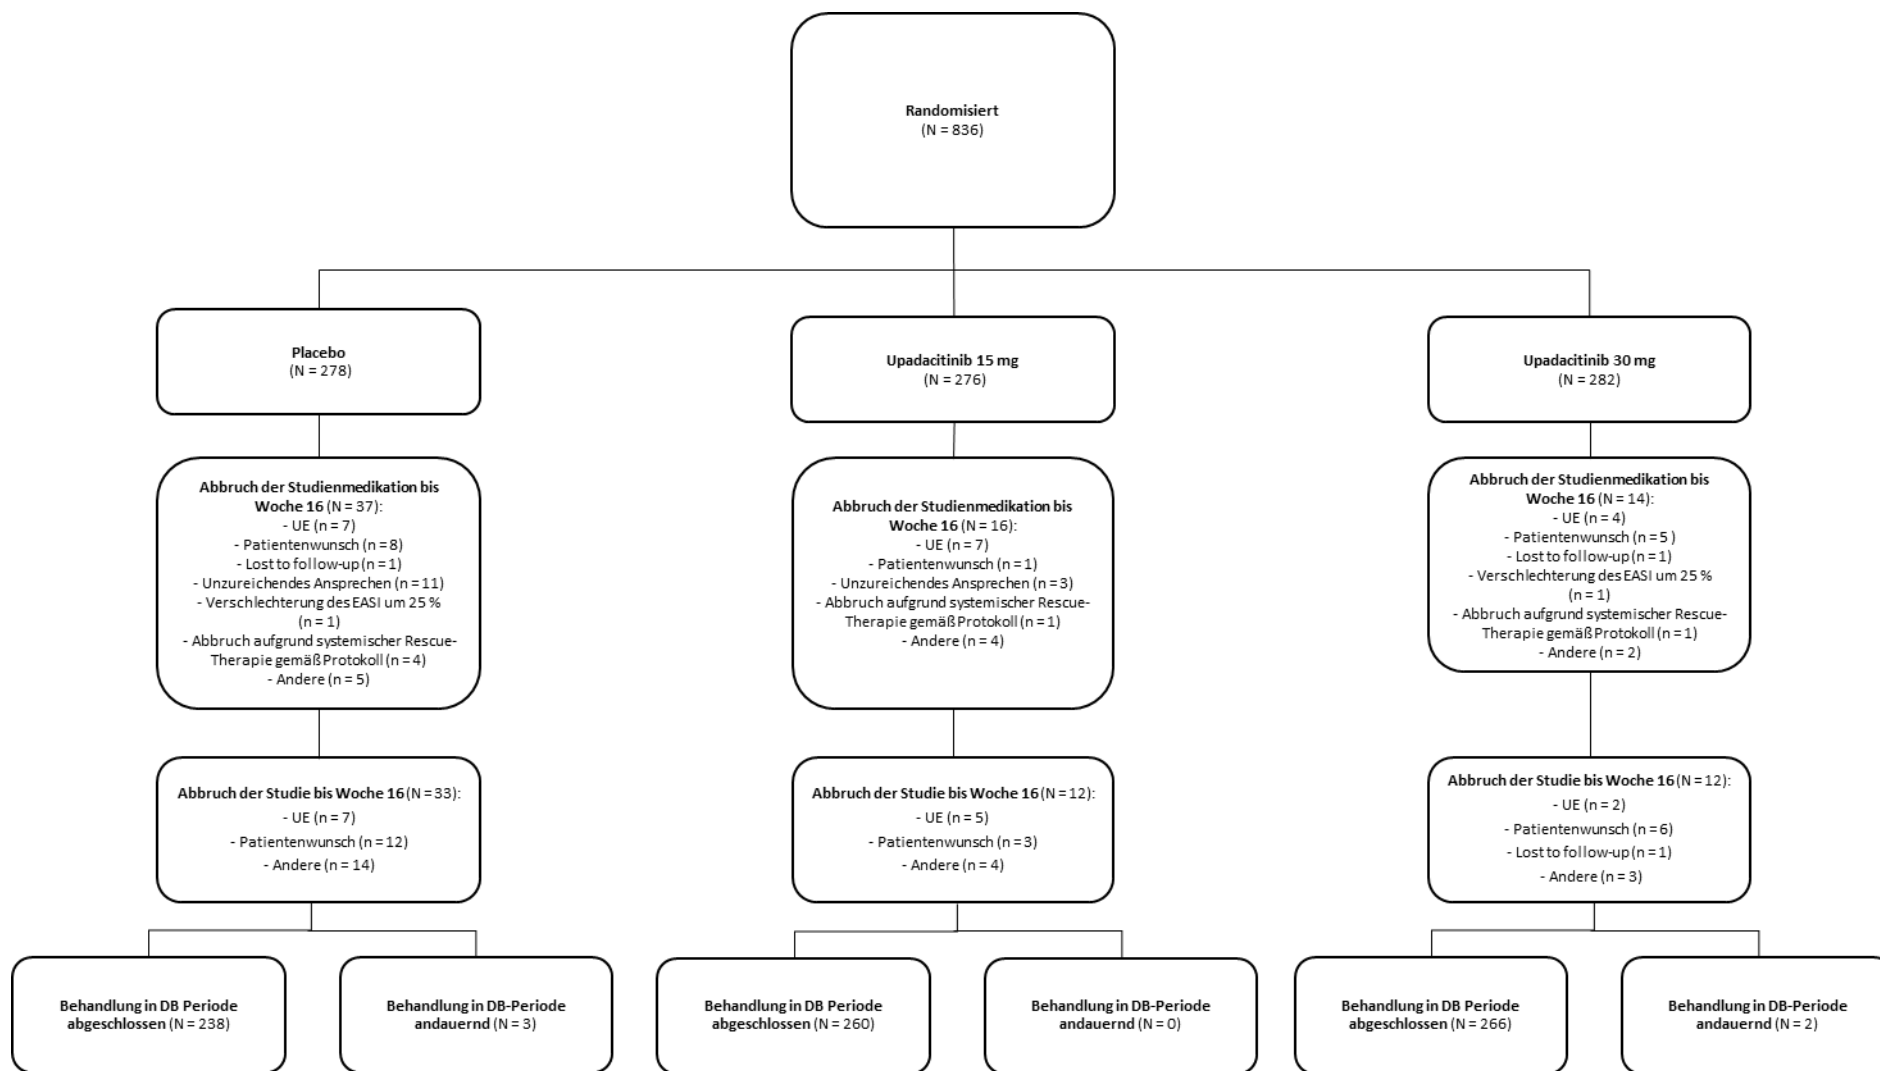 Randomisiert
(N = 836)
Placebo
(N = 278)
Upadacitinib 15 mg
(N = 276)
Upadacitinib 30 mg
(N = 282)
Abbruch der Studienmedikation bis
Woche 16 (N = 37):
- UE (n = 7)
- Patientenwunsch (n = 8)
- Lost to follow-up (n = 1)
- Unzureichendes Ansprechen (n = 11)
- Verschlechterung des EASI um 25 %
(n = 1)
- Abbruch aufgrund systemischer Rescue-
Therapie gemäß Protokoll (n = 4)
- Andere (n = 5)
Abbruch der Studienmedikation bis
Woche 16 (N = 16):
- UE (n = 7)
- Patientenwunsch (n = 1)
- Unzureichendes Ansprechen (n = 3)
- Abbruch aufgrund systemischer Rescue-
Therapie gemäß Protokoll (n = 1)
- Andere (n = 4)
Abbruch der Studienmedikation bis
Woche 16 (N = 14):
- UE (n = 4)
- Patientenwunsch (n = 5 )
- Lost to follow-up (n = 1)
- Verschlechterung des EASI um 25 %
(n = 1)
- Abbruch aufgrund systemischer Rescue-
Therapie gemäß Protokoll (n = 1)
- Andere (n = 2)
Abbruch der Studie bis Woche 16 (N = 33):
- UE (n = 7)
- Patientenwunsch (n = 12)
- Andere (n = 14)
Abbruch der Studie bis Woche 16 (N = 12):
- UE (n = 5)
- Patientenwunsch (n = 3)
- Andere (n = 4)
Abbruch der Studie bis Woche 16 (N = 12):
- UE (n = 2)
- Patientenwunsch (n = 6)
- Lost to follow-up (n = 1)
- Andere (n = 3)
Behandlung in DB Periode
abgeschlossen (N = 238)
Behandlung in DB-Periode
andauernd (N = 3)
Behandlung in DB Periode
abgeschlossen (N = 260)
Behandlung in DB-Periode
andauernd (N = 0)
Behandlung in DB Periode
abgeschlossen (N = 266)
Behandlung in DB-Periode
andauernd (N = 2)